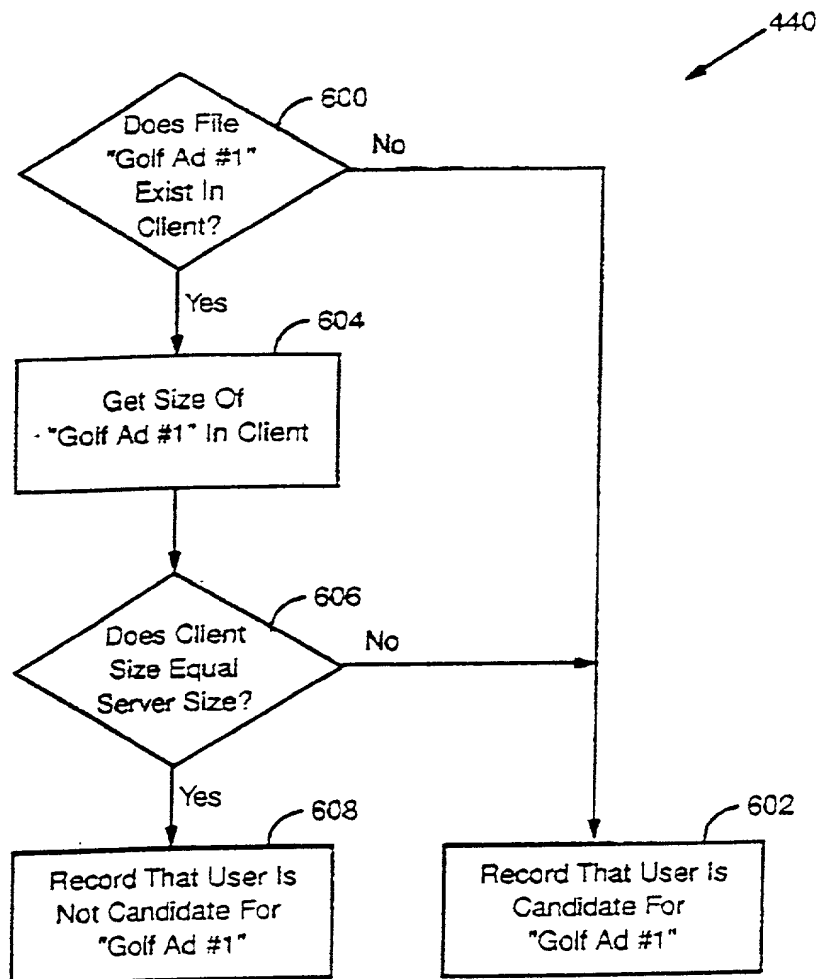 440
600
Does File
"Golf Ad #1"
Exist In
Client?
No
Yes
604
Get Size Of
"Golf Ad #1" In Client
606
Does Client
Size Equal
Server Size?
No
Yes
608
Record That User Is
Not Candidate For
"Golf Ad #1"
602
Record That User Is
Candidate For
"Golf Ad #1"